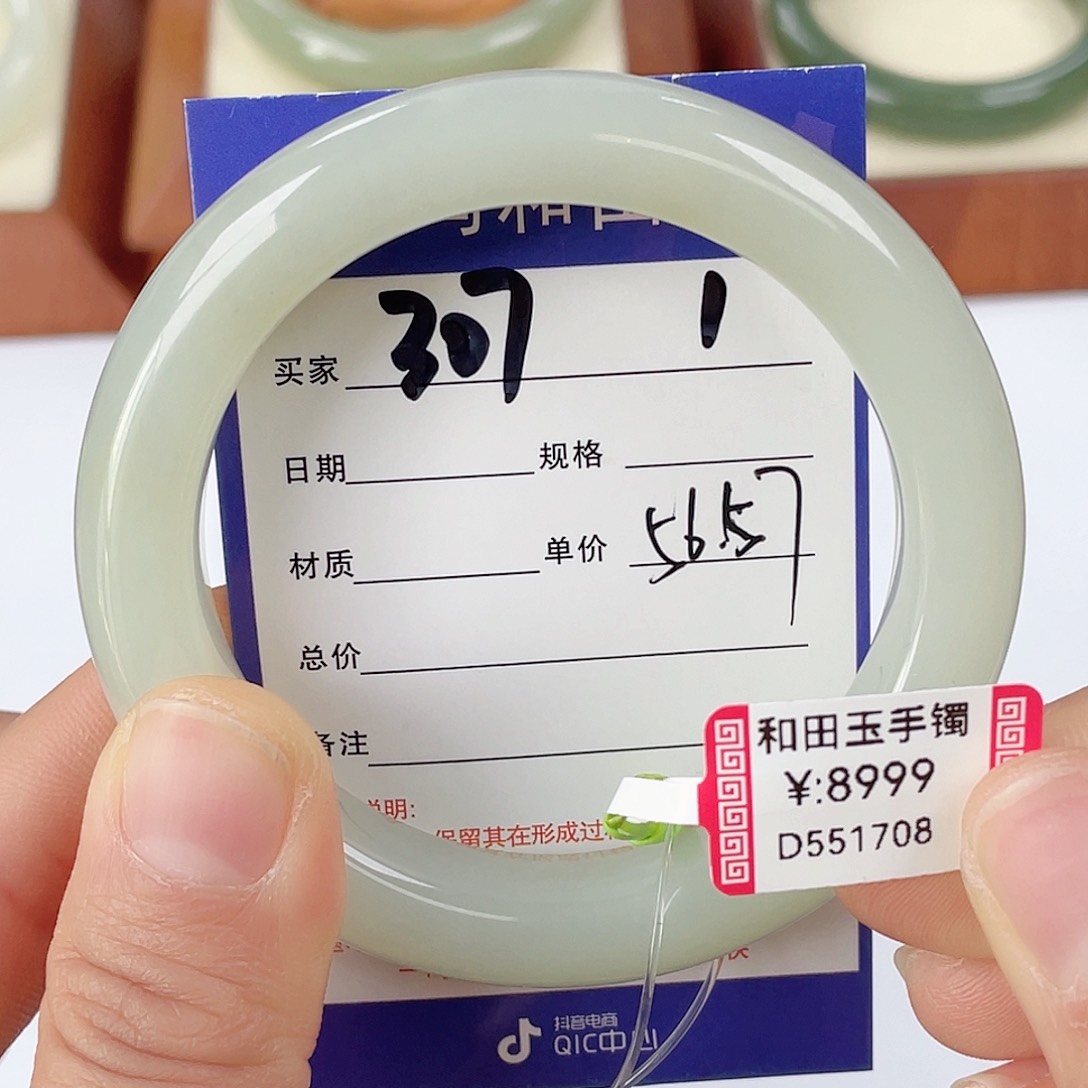 买家 307 1
日期 规格
材质 单价 5657
总价
备注
说明:
保留其在形成过
和田玉手镯
¥:8999
D551708
抖音电商
QIC中心